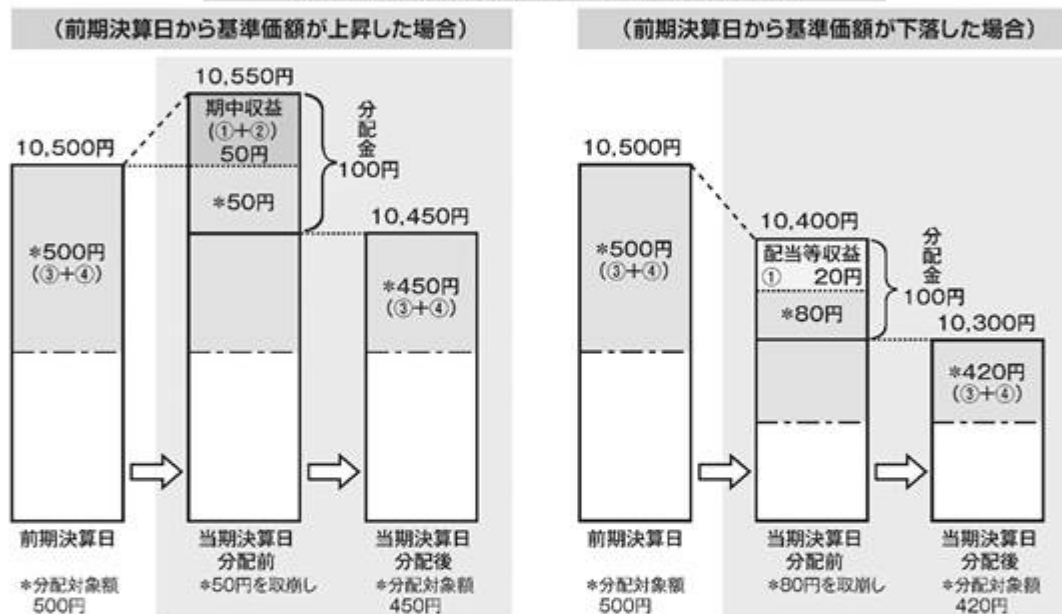 (前期決算日から基準価額が上昇した場合)
10,550円
期中収益
(①+②)
50円
*50円
分配金
100円
10,500円
*500円
(③+④)
10,450円
*450円
(③+④)
前期決算日
当期決算日
分配前
当期決算日
分配後
*分配対象額
500円
*50円を取崩し
*分配対象額
450円
(前期決算日から基準価額が下落した場合)
10,500円
*500円
(③+④)
10,400円
配当等収益
① 20円
*80円
分配金
100円
10,300円
*420円
(③+④)
前期決算日
当期決算日
分配前
当期決算日
分配後
*分配対象額
500円
*80円を取崩し
*分配対象額
420円